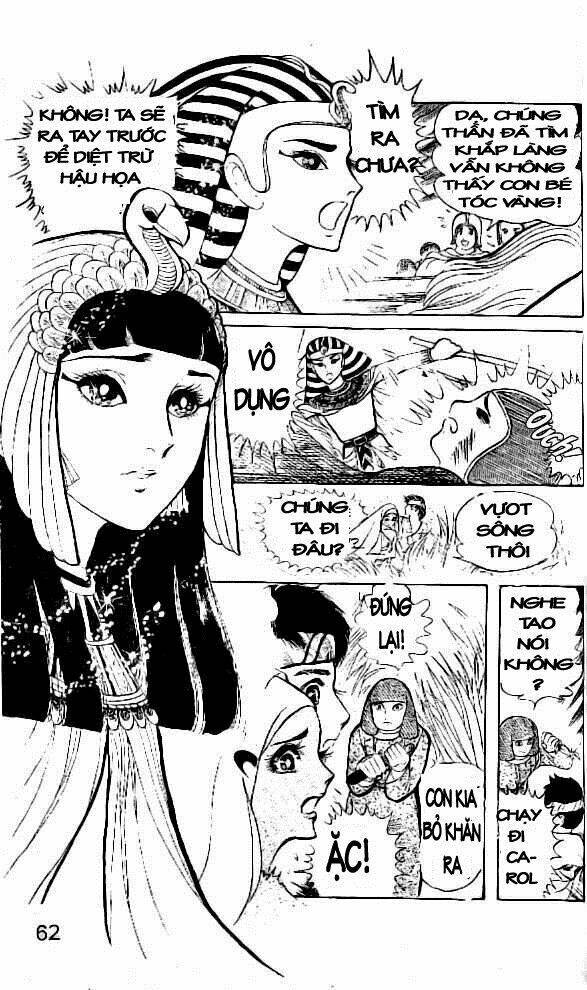 KHÔNG! TA SẼ
RA TAY TRƯỚC
ĐỂ DIỆT TRỪ
HẬU HỌA
TÌM
RA
CHƯA?
DẠ, CHÚNG
THẦN ĐÃ TÌM
KHẮP LÀNG
VẪN KHÔNG
THẤY CON BÉ
TÓC VÀNG!
VÔ
DỤNG
OUCH!
CHÚNG
TA ĐI
ĐÂU?
VƯỢT
SÔNG
THÔI
ĐÚNG
LẠI!
CON KIA
BỎ KHĂN
RA
ẶC!
NGHE
TAO
NÓI
KHÔNG
?
CHẠY
ĐI
CA-
ROL
62